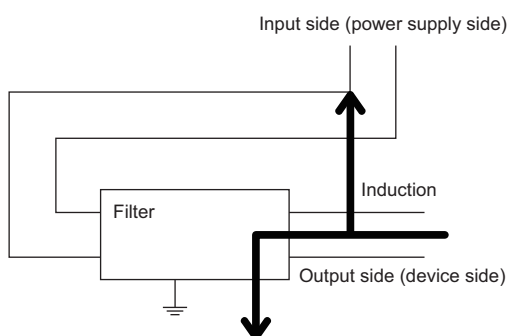 Input side (power supply side)
Induction
Filter
Output side (device side)